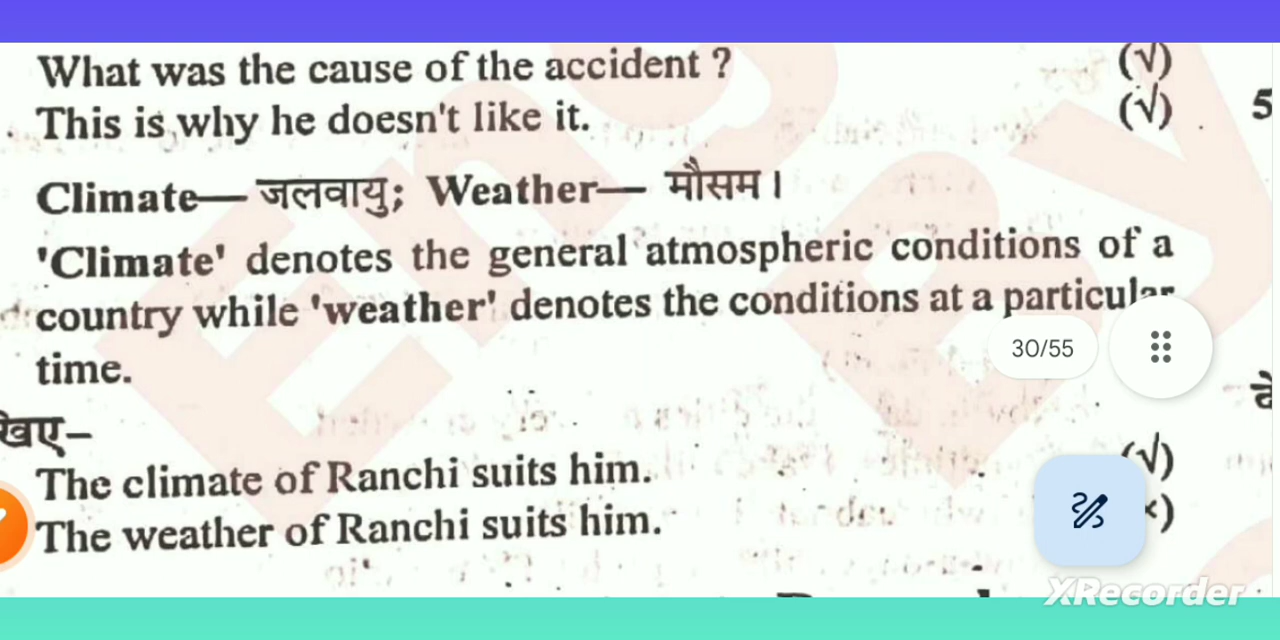 What was the cause of the accident ? (√)
. This is why he doesn't like it. (√) 5
Climate— जलवायु; Weather— मौसम।
'Climate' denotes the general atmospheric conditions of a
country while 'weather' denotes the conditions at a particular
30/55
time.
The climate of Ranchi suits him. (√)
The weather of Ranchi suits him. ×)
XRecorder